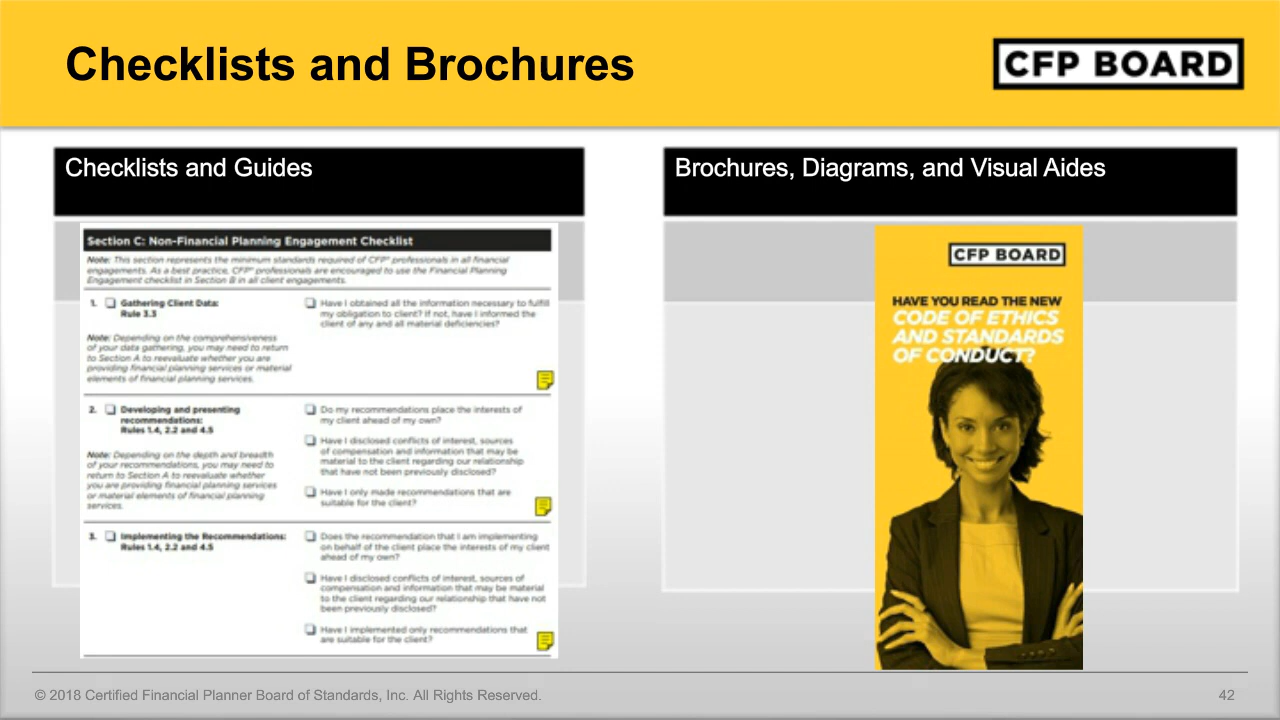 Checklists and Brochures
CFP BOARD
Checklists and Guides
Section C: Non-Financial Planning Engagement Checklist
Note: This section represents the minimum standards required of CFP® professionals in all financial
engagements. As a best practice, CFP® professionals are encouraged to use the Financial Planning
Engagement checklist in Section B in all client engagements.
1. Gathering Client Data:
Rule 3.3
Note: Depending on the comprehensiveness
of your data gathering, you may need to return
to Section A to reevaluate whether you are
providing financial planning services or material
elements of financial planning services.
Have I obtained all the information necessary to fulfill
my obligation to client? If not, have I informed the
client of any and all material deficiencies?
2. Developing and presenting
recommendations:
Rules 1.4, 2.2 and 4.5
Note: Depending on the depth and breadth
of your recommendations, you may need to
return to Section A to reevaluate whether
you are providing financial planning services
or material elements of financial planning
services.
Do my recommendations place the interests of
my client ahead of my own?
Have I disclosed conflicts of interest, sources
of compensation and information that may be
material to the client regarding our relationship
that have not been previously disclosed?
Have I only made recommendations that are
suitable for the client?
3. Implementing the Recommendations:
Rules 1.4, 2.2 and 4.5
Does the recommendation that I am implementing
on behalf of the client place the interests of my client
ahead of my own?
Have I disclosed conflicts of interest, sources of
compensation and information that may be material
to the client regarding our relationship that have not
been previously disclosed?
Have I implemented only recommendations that
are suitable for the client?
Brochures, Diagrams, and Visual Aides
CFP BOARD
HAVE YOU READ THE NEW
CODE OF ETHICS
AND STANDARDS
OF CONDUCT?
© 2018 Certified Financial Planner Board of Standards, Inc. All Rights Reserved.
42